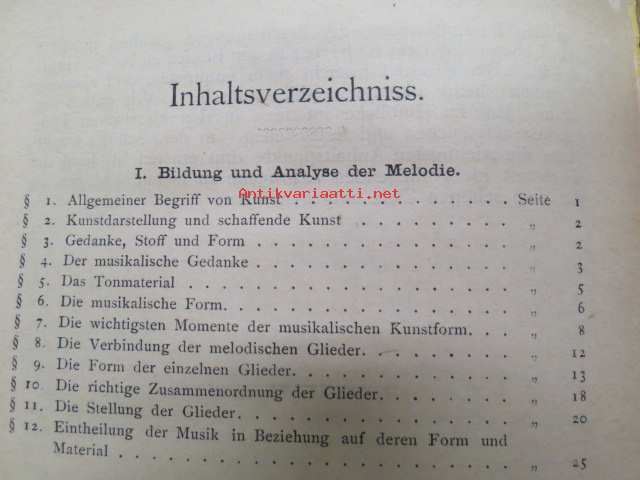 Inhaltsverzeichniss.
I. Bildung und Analyse der Melodie.
Antikvariaatti.net
§ 1. Allgemeiner Begriff von Kunst . . . . . . . . . . . . . Seite 1
§ 2. Kunstdarstellung und schaffende Kunst . . . . . . . . . „ 2
§ 3. Gedanke, Stoff und Form . . . . . . . . . . . . . . „ 2
§ 4. Der musikalische Gedanke . . . . . . . . . . . . . . „ 3
§ 5. Das Tonmaterial . . . . . . . . . . . . . . . . . „ 5
§ 6. Die musikalische Form. . . . . . . . . . . . . . . . „ 6
§ 7. Die wichtigsten Momente der musikalischen Kunstform. . . . „ 8
§ 8. Die Verbindung der melodischen Glieder. . . . . . . . . „ 12
§ 9. Die Form der einzelnen Glieder. . . . . . . . . . . . „ 13
§ 10. Die richtige Zusammenordnung der Glieder . . . . . . . . „ 18
§ 11. Die Stellung der Glieder. . . . . . . . . . . . . . . „ 20
§ 12. Eintheilung der Musik in Beziehung auf deren Form und
Material . . . . . . . . . . . . . . . . . . . . „ 25